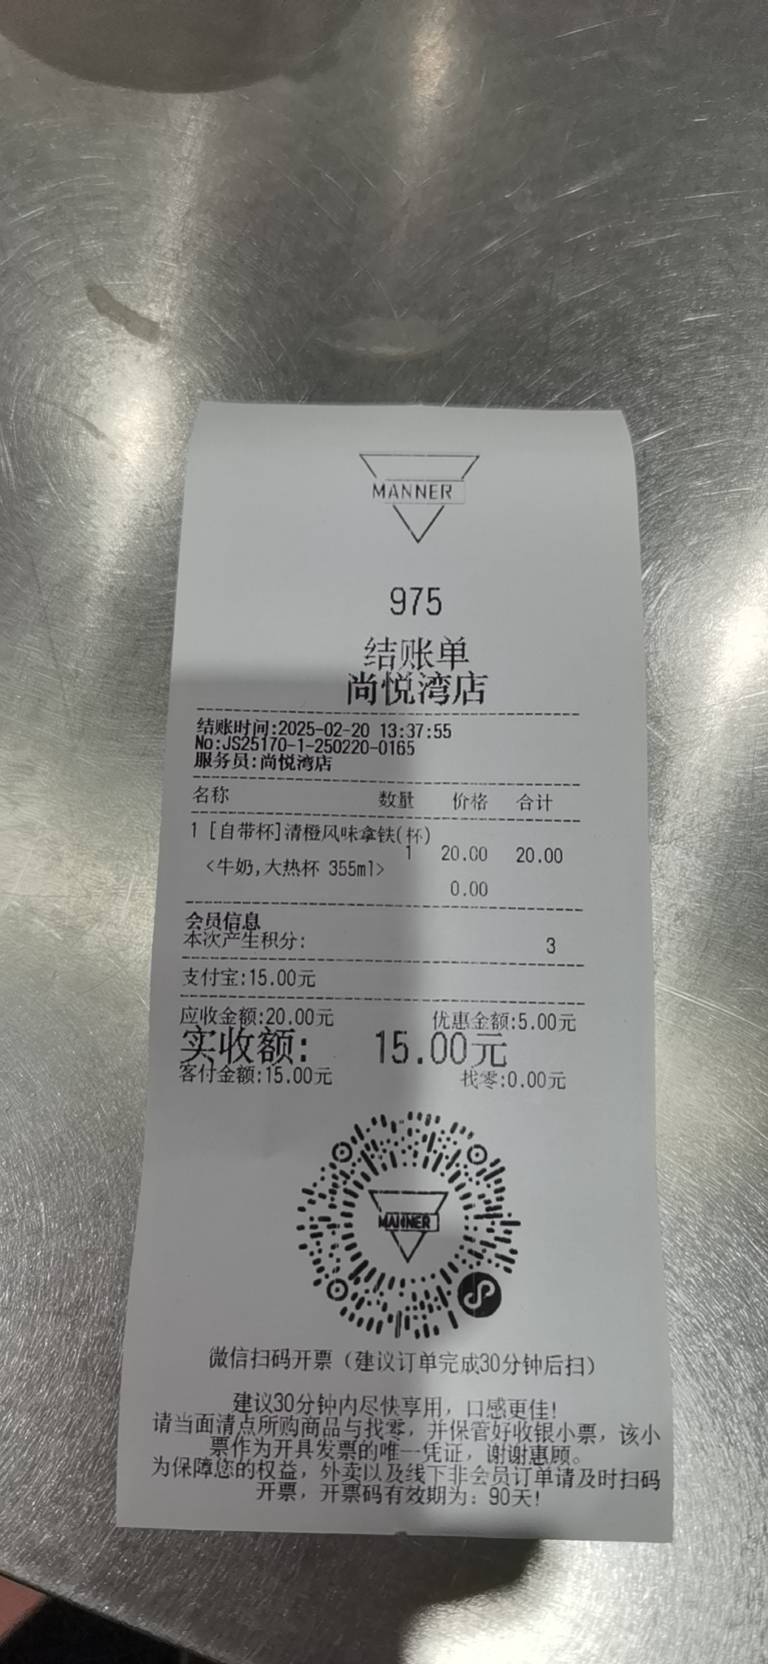 MANNER
975
结账单
尚悦湾店
结账时间:2025-02-20 13:37:55
No:JS25170-1-250220-0165
服务员:尚悦湾店
名称 数量 价格 合计
1 [自带杯]清橙风味拿铁(杯)
1 20.00 20.00
<牛奶,大热杯 355ml>
0.00
会员信息
本次产生积分: 3
支付宝:15.00元
应收金额:20.00元 优惠金额:5.00元
实收额: 15.00元
客付金额:15.00元 找零:0.00元
MANNER
微信扫码开票（建议订单完成30分钟后扫）
建议30分钟内尽快享用，口感更佳！
请当面清点所购商品与找零，并保管好收银小票，该小
票作为开具发票的唯一凭证，谢谢惠顾。
为保障您的权益，外卖以及线下非会员订单请及时扫码
开票，开票码有效期为：90天！